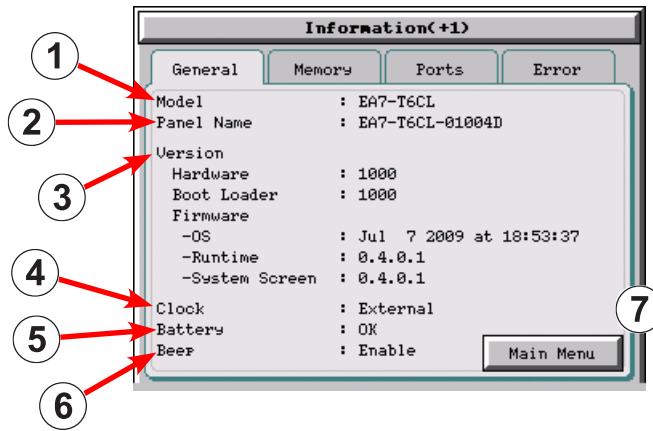 Information(+1)
General Memory Ports Error
1
Model : EA7-T6CL
2
Panel Name : EA7-T6CL-01004D
3
Version
Hardware : 1000
Boot Loader : 1000
Firmware
-OS : Jul 7 2009 at 18:53:37
-Runtime : 0.4.0.1
-System Screen : 0.4.0.1
4
Clock : External
7
5
Battery : OK
6
Beep : Enable
Main Menu